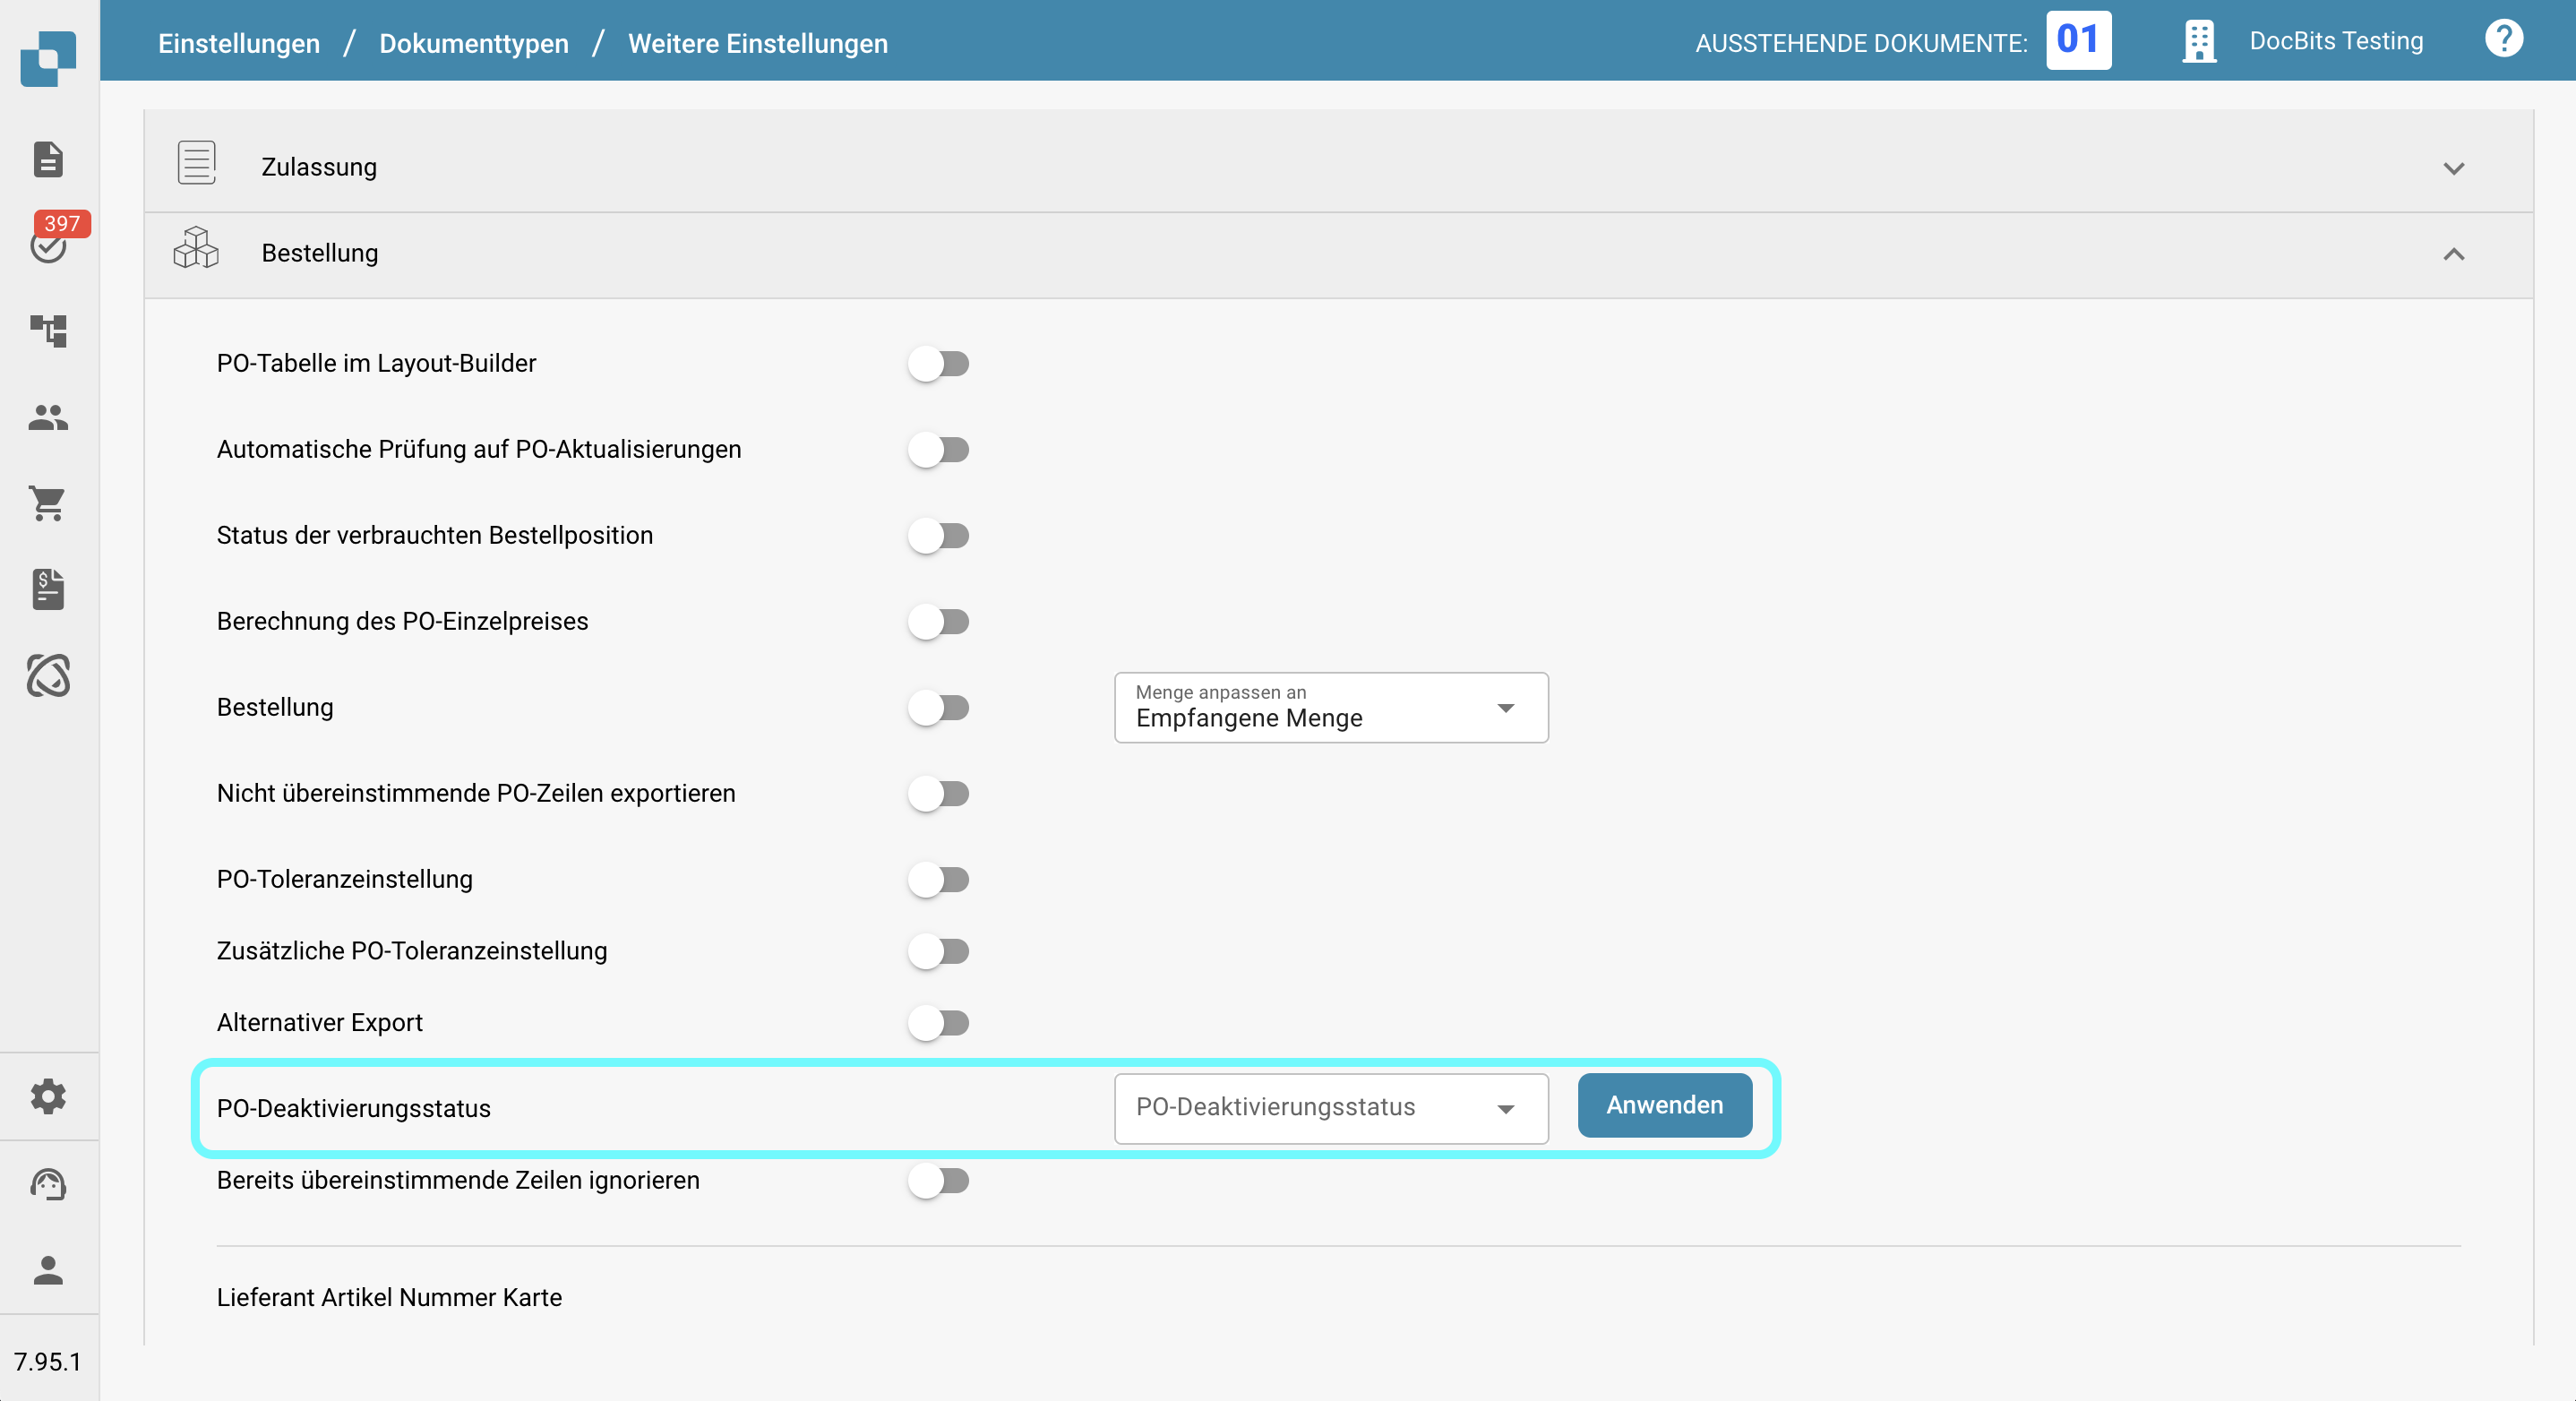 Einstellungen / Dokumenttypen / Weitere Einstellungen
AUSSTEHENDE DOKUMENTE: 01
DocBits Testing
?
397
Zulassung
Bestellung
PO-Tabelle im Layout-Builder
Automatische Prüfung auf PO-Aktualisierungen
Status der verbrauchten Bestellposition
Berechnung des PO-Einzelpreises
Bestellung
Menge anpassen an
Empfangene Menge
Nicht übereinstimmende PO-Zeilen exportieren
PO-Toleranzeinstellung
Zusätzliche PO-Toleranzeinstellung
Alternativer Export
PO-Deaktivierungsstatus
PO-Deaktivierungsstatus
Anwenden
Bereits übereinstimmende Zeilen ignorieren
Lieferant Artikel Nummer Karte
7.95.1